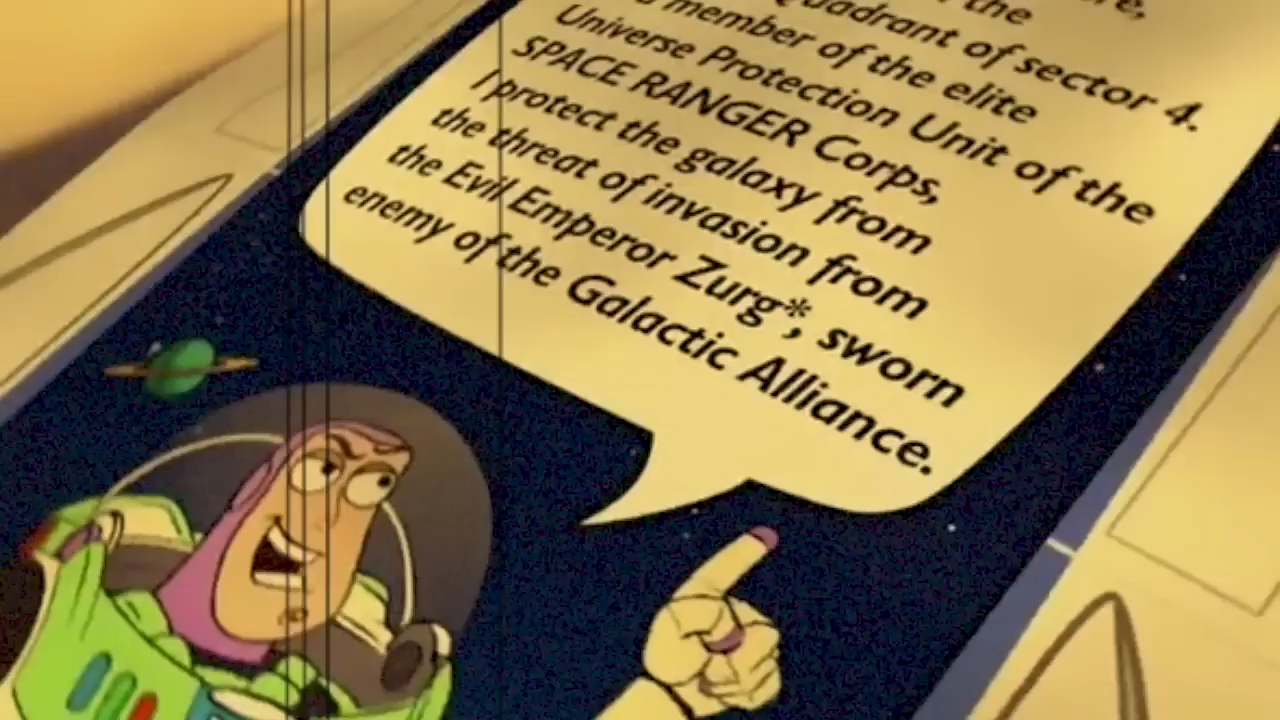 the
Quadrant of sector 4.
member of the elite
Universe Protection Unit of the
SPACE RANGER Corps,
I protect the galaxy from
the threat of invasion from
the Evil Emperor Zurg*, sworn
enemy of the Galactic Alliance.